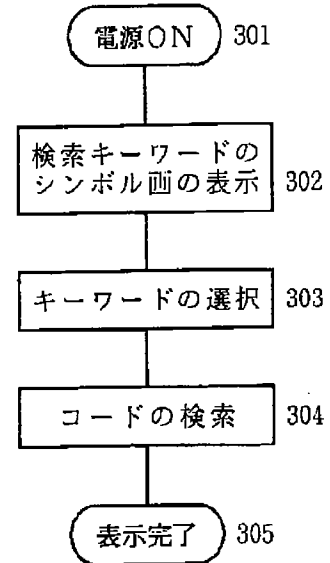 電源ON 301
検索キーワードの
シンボル画の表示 302
キーワードの選択 303
コードの検索 304
表示完了 305